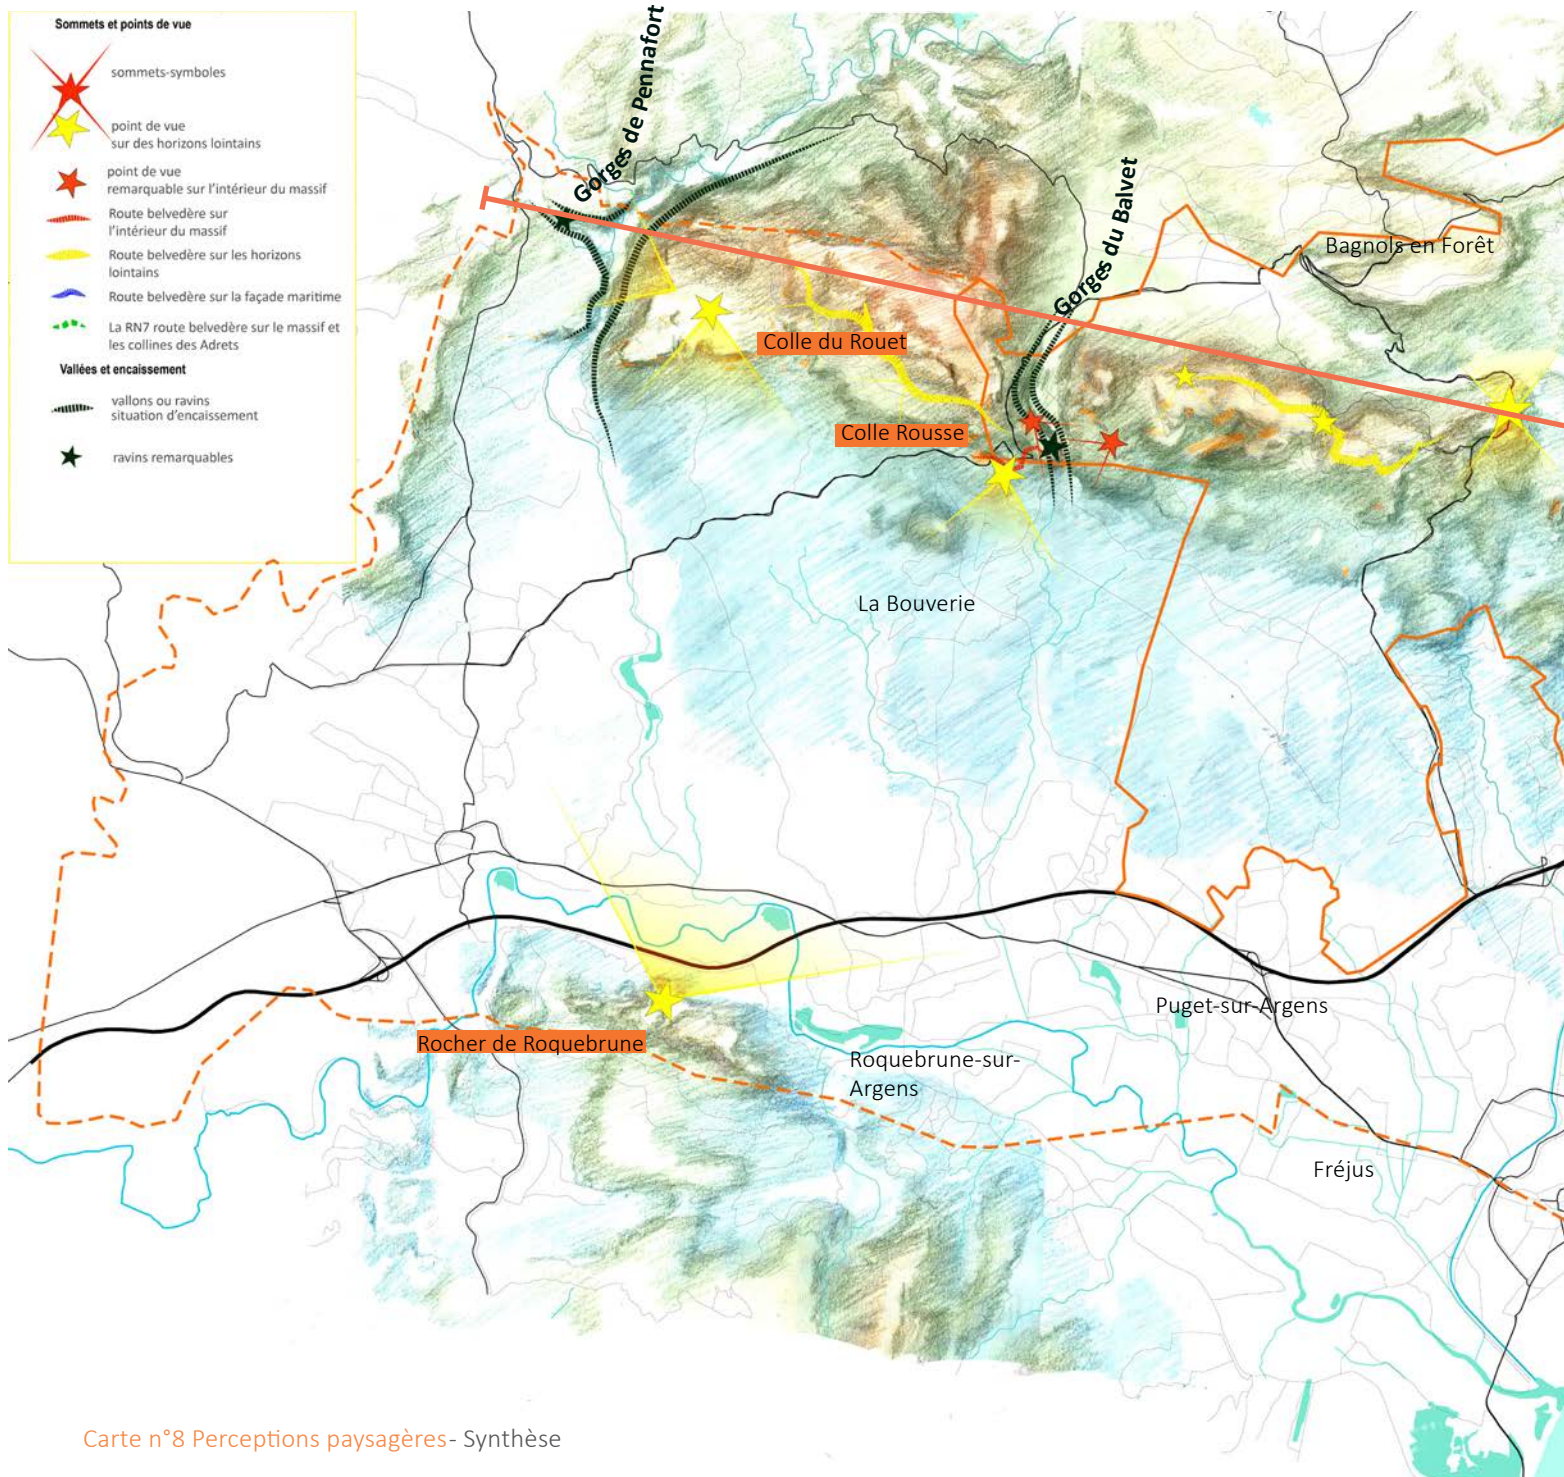 Sommets et points de vue
sommets-symboles
point de vue
sur des horizons lointains
point de vue
remarquable sur l'intérieur du massif
Route belvedère sur
l'intérieur du massif
Route belvedère sur les horizons
lointains
Route belvedère sur la façade maritime
La RN7 route belvedère sur le massif et
les collines des Adrets
Vallées et encaissement
vallons ou ravins
situation d'encaissement
ravins remarquables
Gorges de Pennafort
Gorges du Balvet
Bagnols en Forêt
Colle du Rouet
Colle Rousse
La Bouverie
Puget-sur-Argens
Rocher de Roquebrune
Roquebrune-sur-
Argens
Fréjus
Carte n°8 Perceptions paysagères- Synthèse